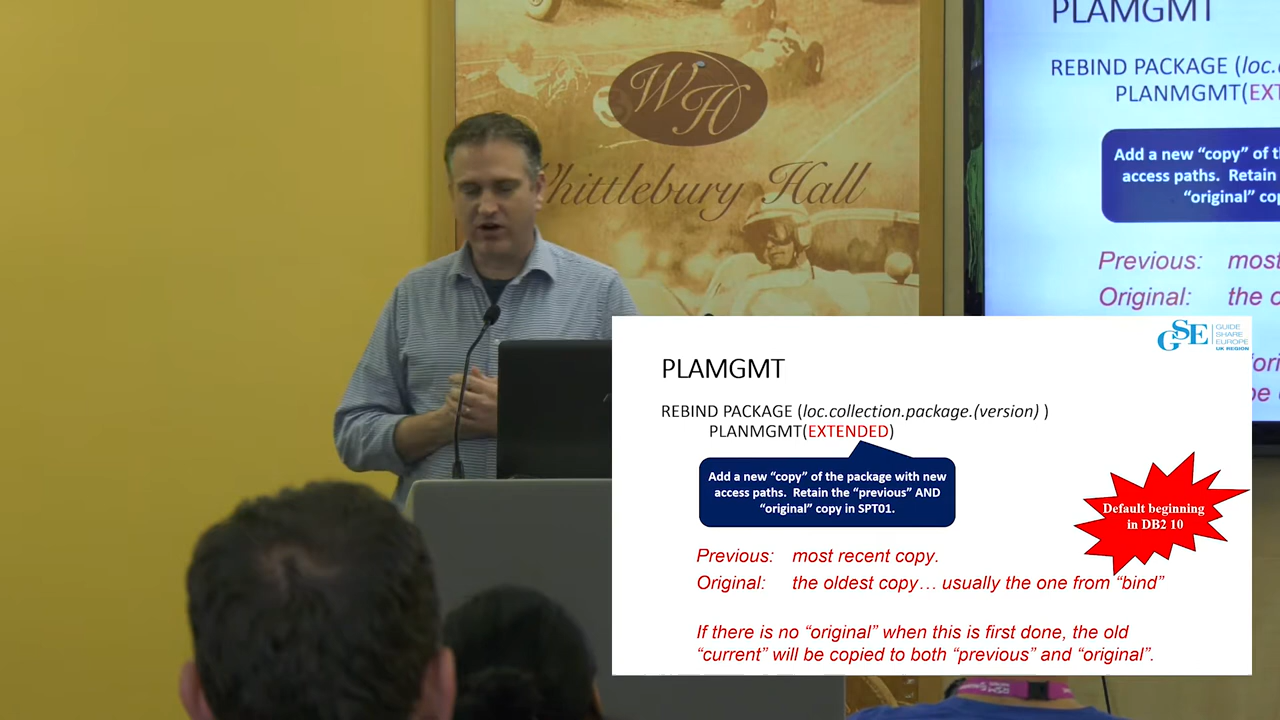 WH
Whittlebury Hall
PLAMGMT
REBIND PACKAGE (loc.
PLANMGMT(EXT
Add a new “copy” of
access paths. Retain
“original”
Previous: most
Original: the
GSE GUIDE
SHARE
EUROPE
UK REGION
PLAMGMT
REBIND PACKAGE (loc.collection.package.(version) )
PLANMGMT(EXTENDED)
Add a new “copy” of the package with new
access paths. Retain the “previous” AND
“original” copy in SPT01.
Default beginning
in DB2 10
Previous: most recent copy.
Original: the oldest copy… usually the one from “bind”
If there is no “original” when this is first done, the old
“current” will be copied to both “previous” and “original”.